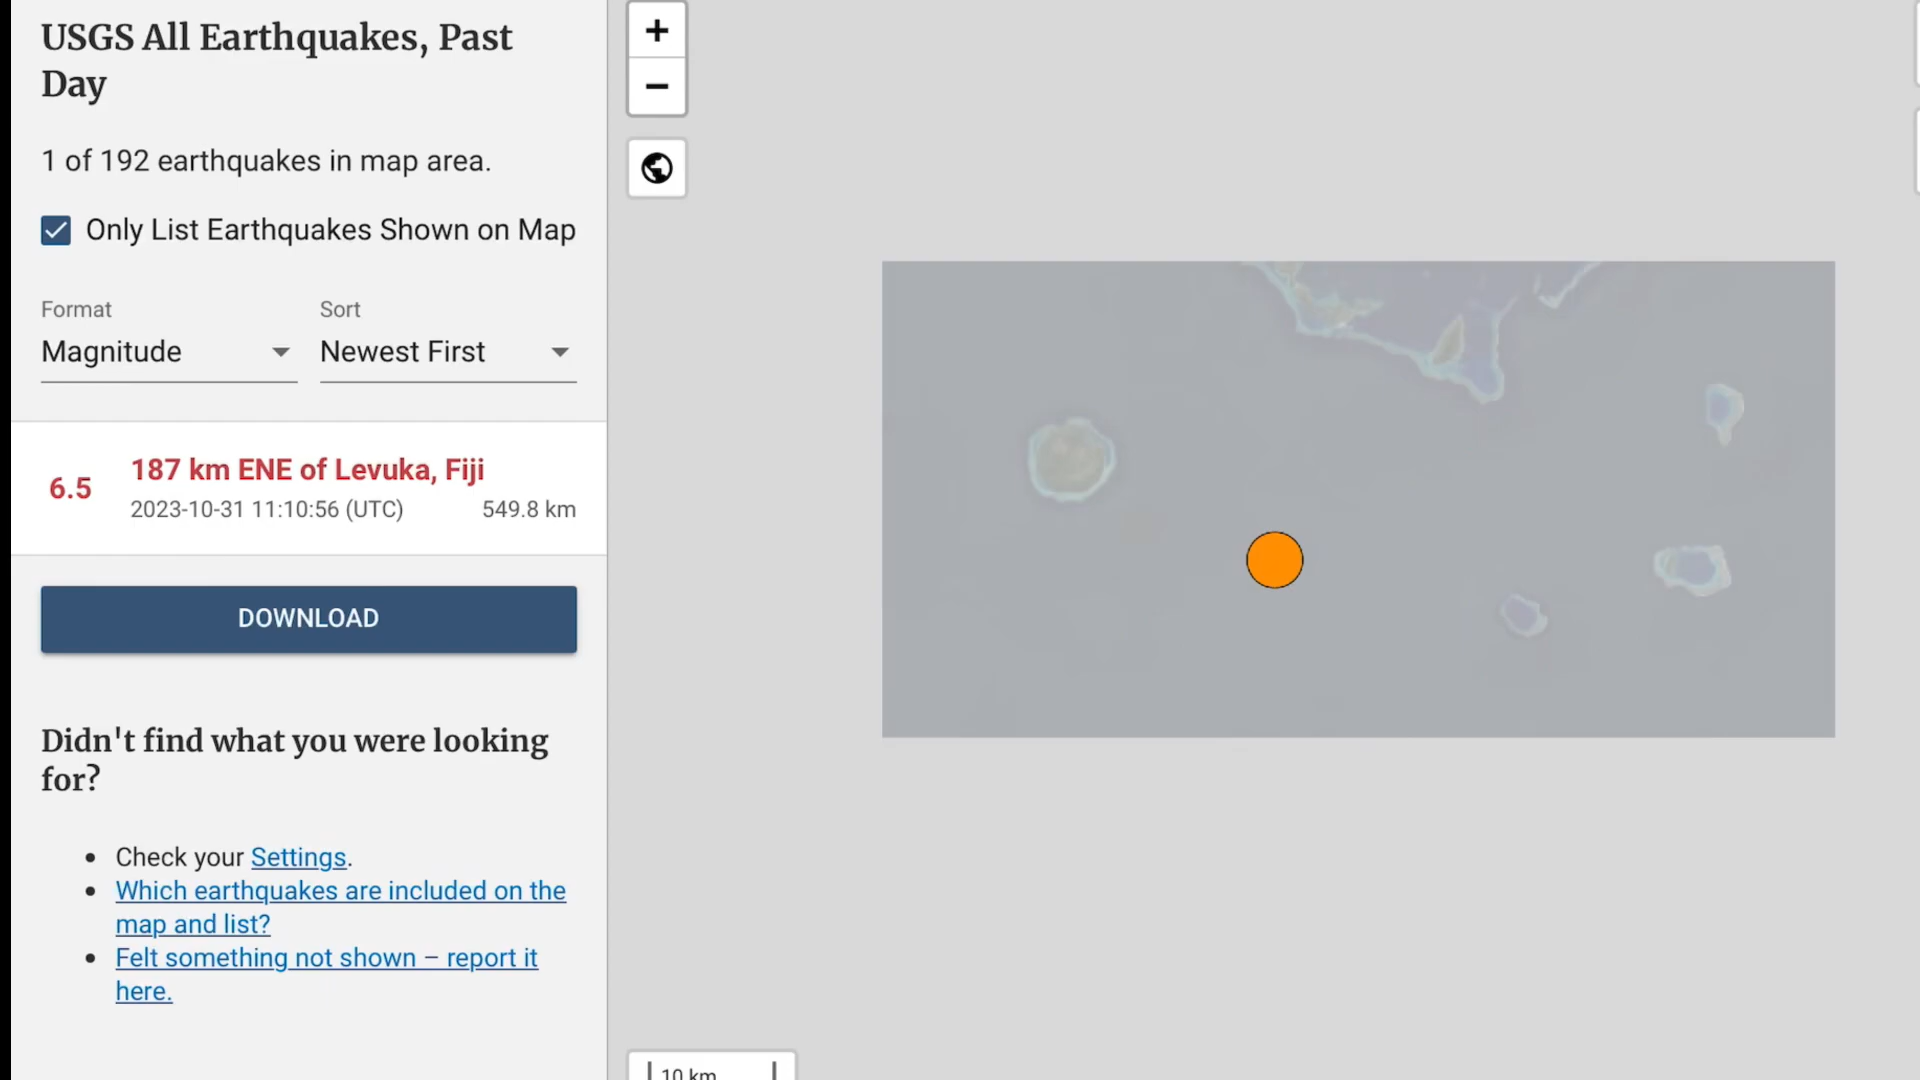 USGS All Earthquakes, Past
Day
1 of 192 earthquakes in map area.
Only List Earthquakes Shown on Map
Format
Sort
Magnitude
Newest First
6.5
187 km ENE of Levuka, Fiji
2023-10-31 11:10:56 (UTC)
549.8 km
DOWNLOAD
Didn't find what you were looking
for?
Check your Settings.
Which earthquakes are included on the
map and list?
Felt something not shown – report it
here.
+
−
10 km